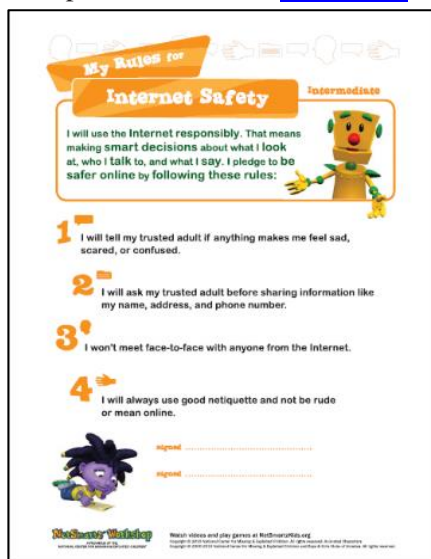 My Rules for
Internet Safety
Intermediate
I will use the Internet responsibly. That means
making smart decisions about what I look
at, who I talk to, and what I say. I pledge to be
safer online by following these rules:
1
I will tell my trusted adult if anything makes me feel sad,
scared, or confused.
2
I will ask my trusted adult before sharing information like
my name, address, and phone number.
3
I won't meet face-to-face with anyone from the Internet.
4
I will always use good netiquette and not be rude
or mean online.
signed
signed
NetSmartz Workshop
Watch videos and play games at NetSmartzKids.org